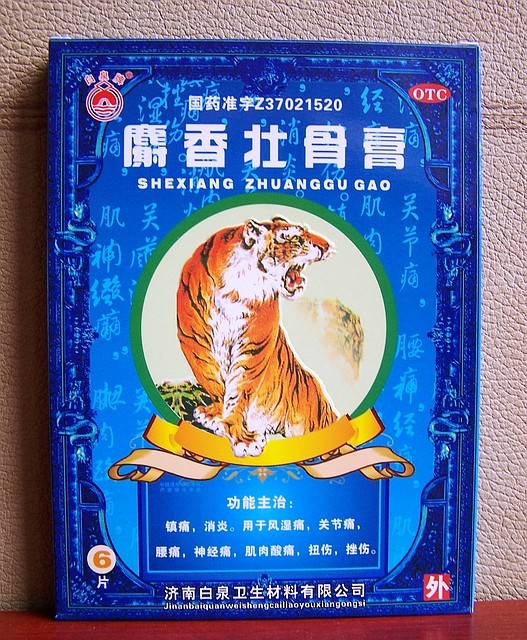 白泉牌®
OTC
国药准字Z37021520
麝香壮骨膏
SHEXIANG ZHUANGGU GAO
功能主治：
镇痛，消炎。用于风湿痛，关节痛，
腰痛，神经痛，肌肉酸痛，扭伤，挫伤。
6
片
外
济南白泉卫生材料有限公司
Jinanbaiquanweishengcailiaoyouxiangongsi